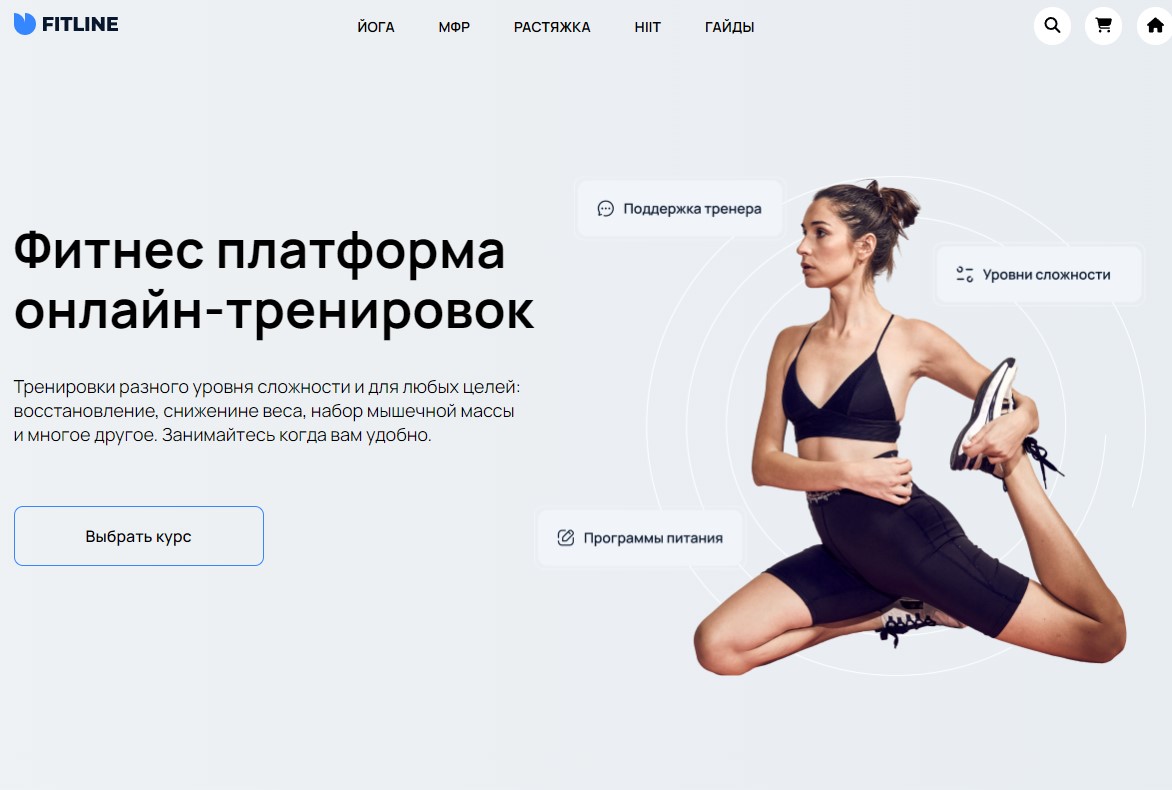 FITLINE
ЙОГА
МФР
РАСТЯЖКА
HIIT
ГАЙДЫ
Поддержка тренера
Уровни сложности
Фитнес платформа
онлайн-тренировок
Тренировки разного уровня сложности и для любых целей:
восстановление, снижениние веса, набор мышечной массы
и многое другое. Занимайтесь когда вам удобно.
Выбрать курс
Программы питания